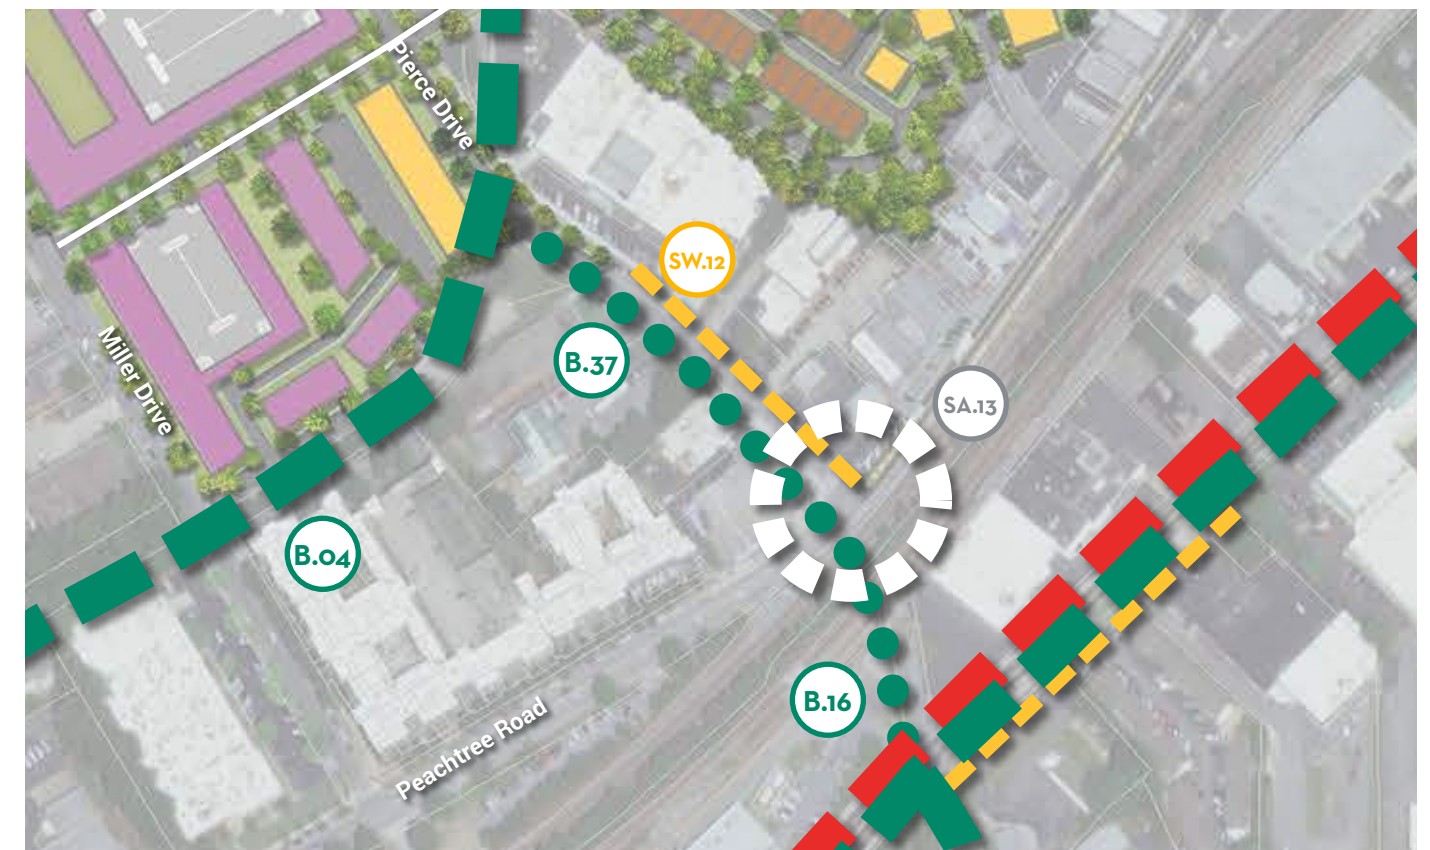 Pierce Drive
SW.12
Miller Drive
B.37
SA.13
B.04
B.16
Peachtree Road